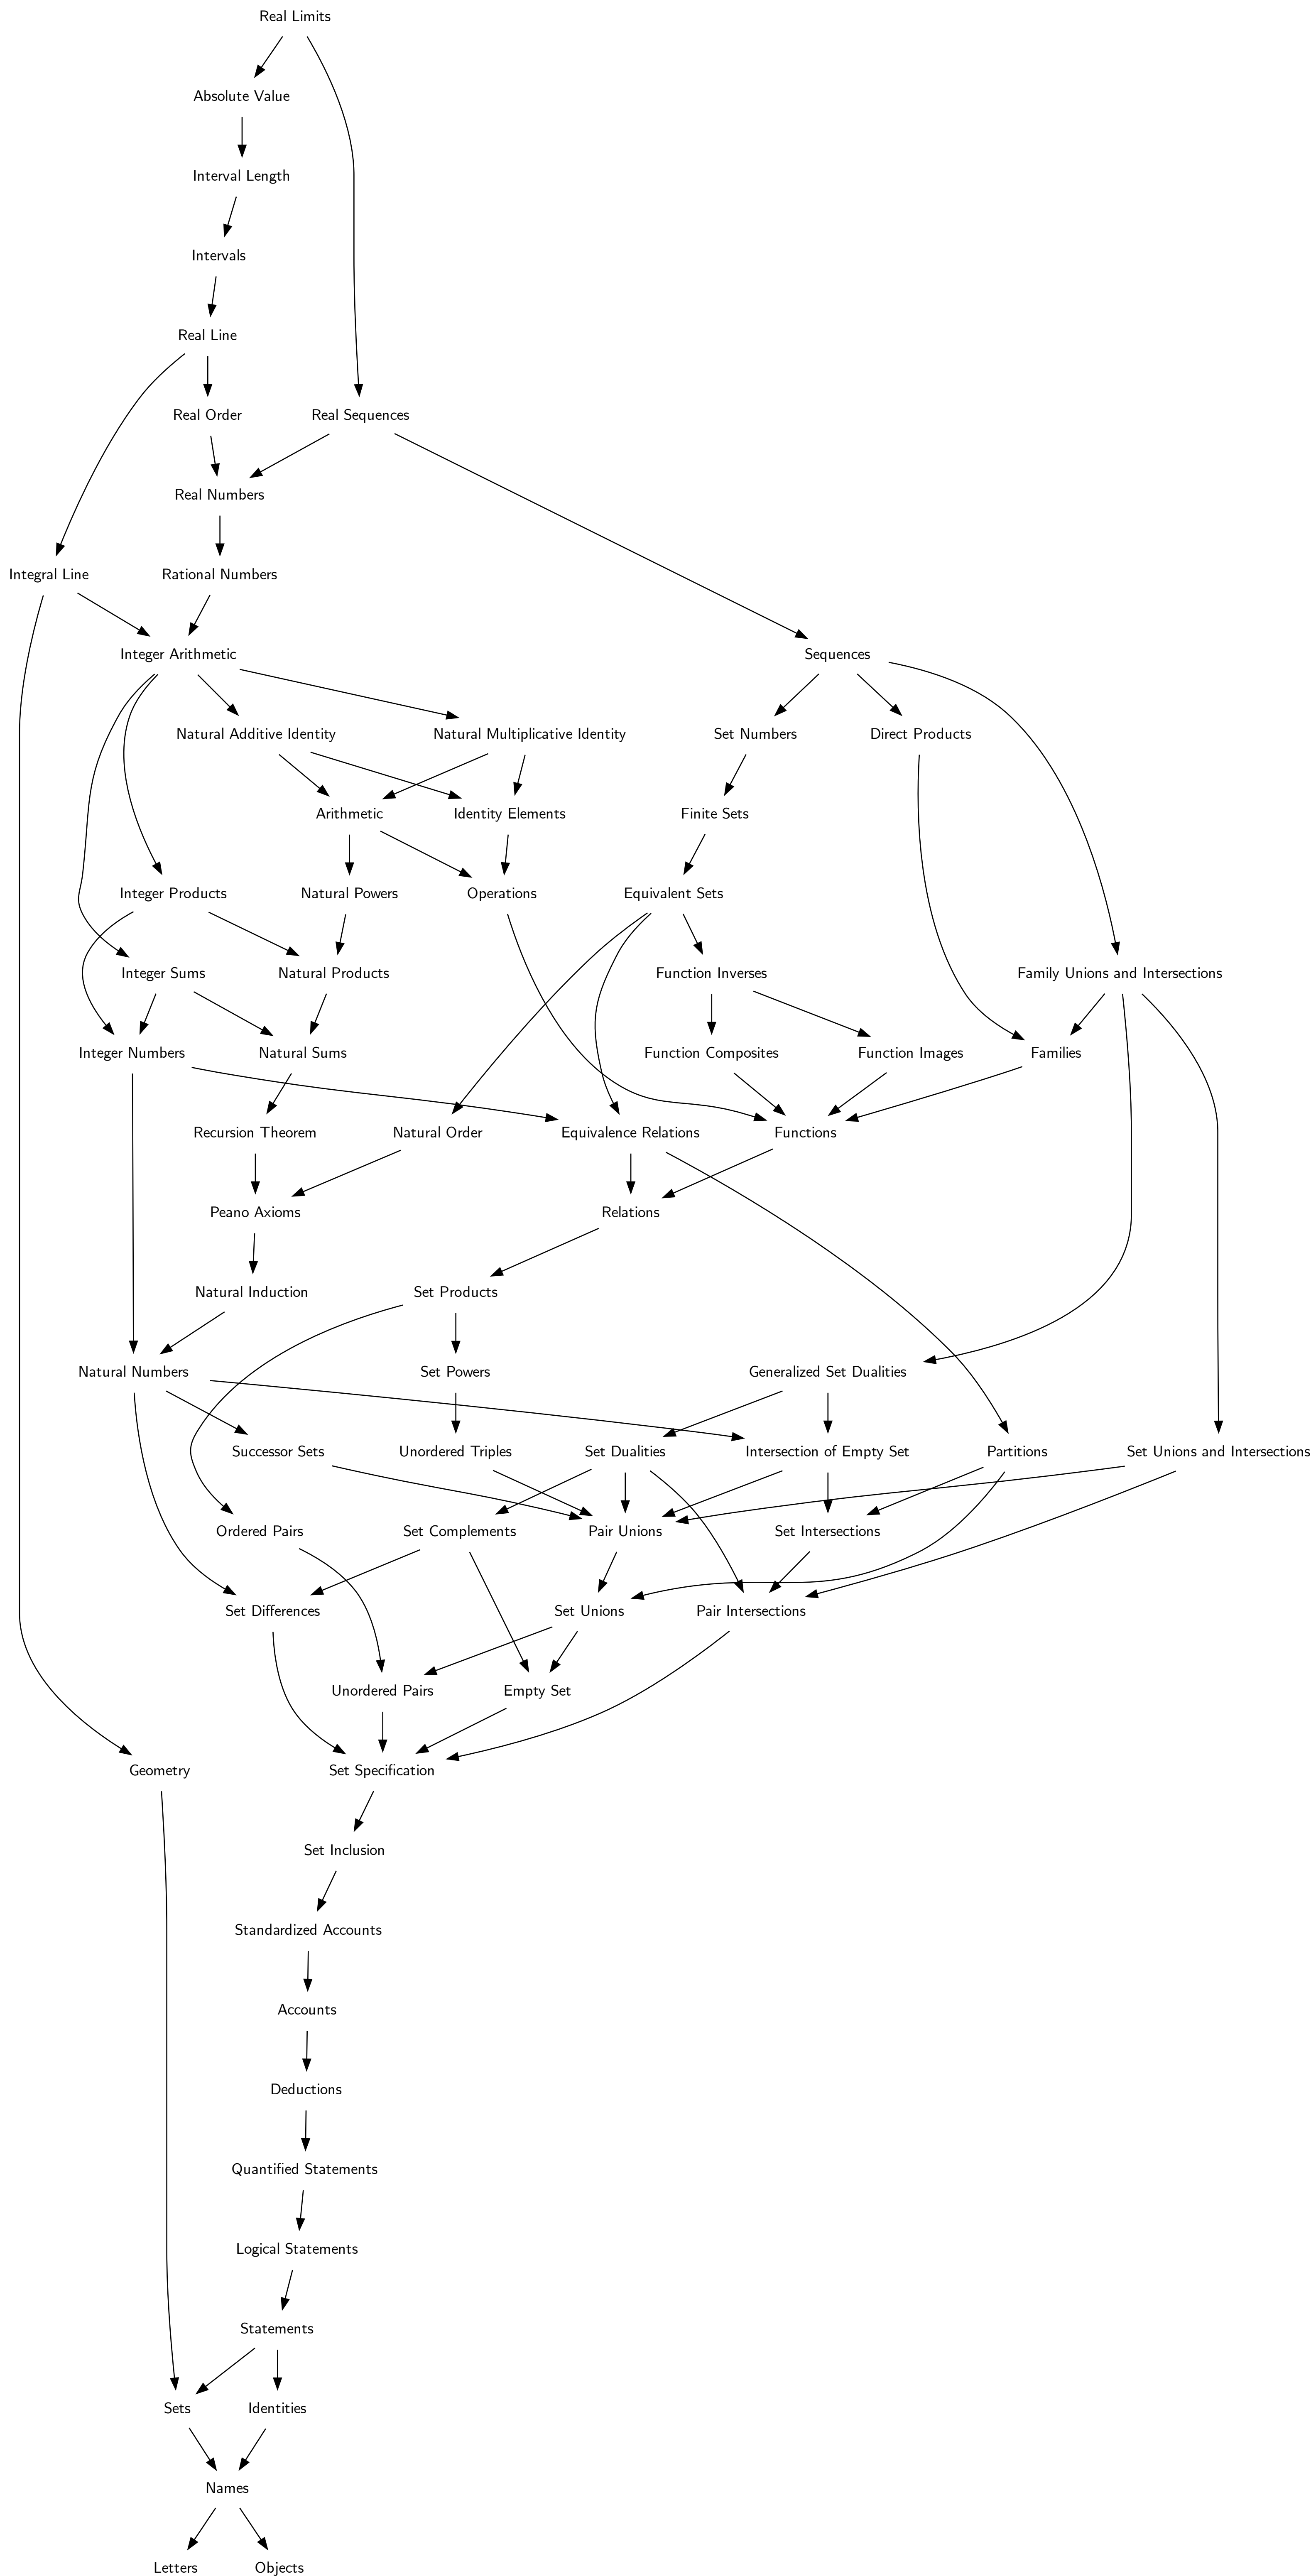 Real Limits
Absolute Value
Interval Length
Intervals
Real Line
Real Order
Real Sequences
Real Numbers
Integral Line
Rational Numbers
Integer Arithmetic
Sequences
Natural Additive Identity
Natural Multiplicative Identity
Set Numbers
Direct Products
Arithmetic
Identity Elements
Finite Sets
Integer Products
Natural Powers
Operations
Equivalent Sets
Integer Sums
Natural Products
Function Inverses
Family Unions and Intersections
Integer Numbers
Natural Sums
Function Composites
Function Images
Families
Recursion Theorem
Natural Order
Equivalence Relations
Functions
Peano Axioms
Relations
Natural Induction
Set Products
Natural Numbers
Set Powers
Generalized Set Dualities
Successor Sets
Unordered Triples
Set Dualities
Intersection of Empty Set
Partitions
Set Unions and Intersections
Ordered Pairs
Set Complements
Pair Unions
Set Intersections
Set Differences
Set Unions
Pair Intersections
Unordered Pairs
Empty Set
Geometry
Set Specification
Set Inclusion
Standardized Accounts
Accounts
Deductions
Quantified Statements
Logical Statements
Statements
Sets
Identities
Names
Letters
Objects